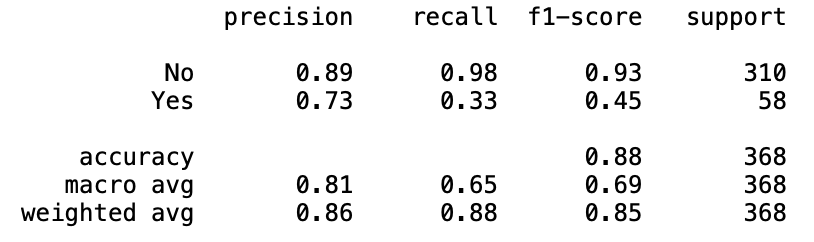 precision recall f1-score support
No 0.89 0.98 0.93 310
Yes 0.73 0.33 0.45 58
accuracy 0.88 368
macro avg 0.81 0.65 0.69 368
weighted avg 0.86 0.88 0.85 368